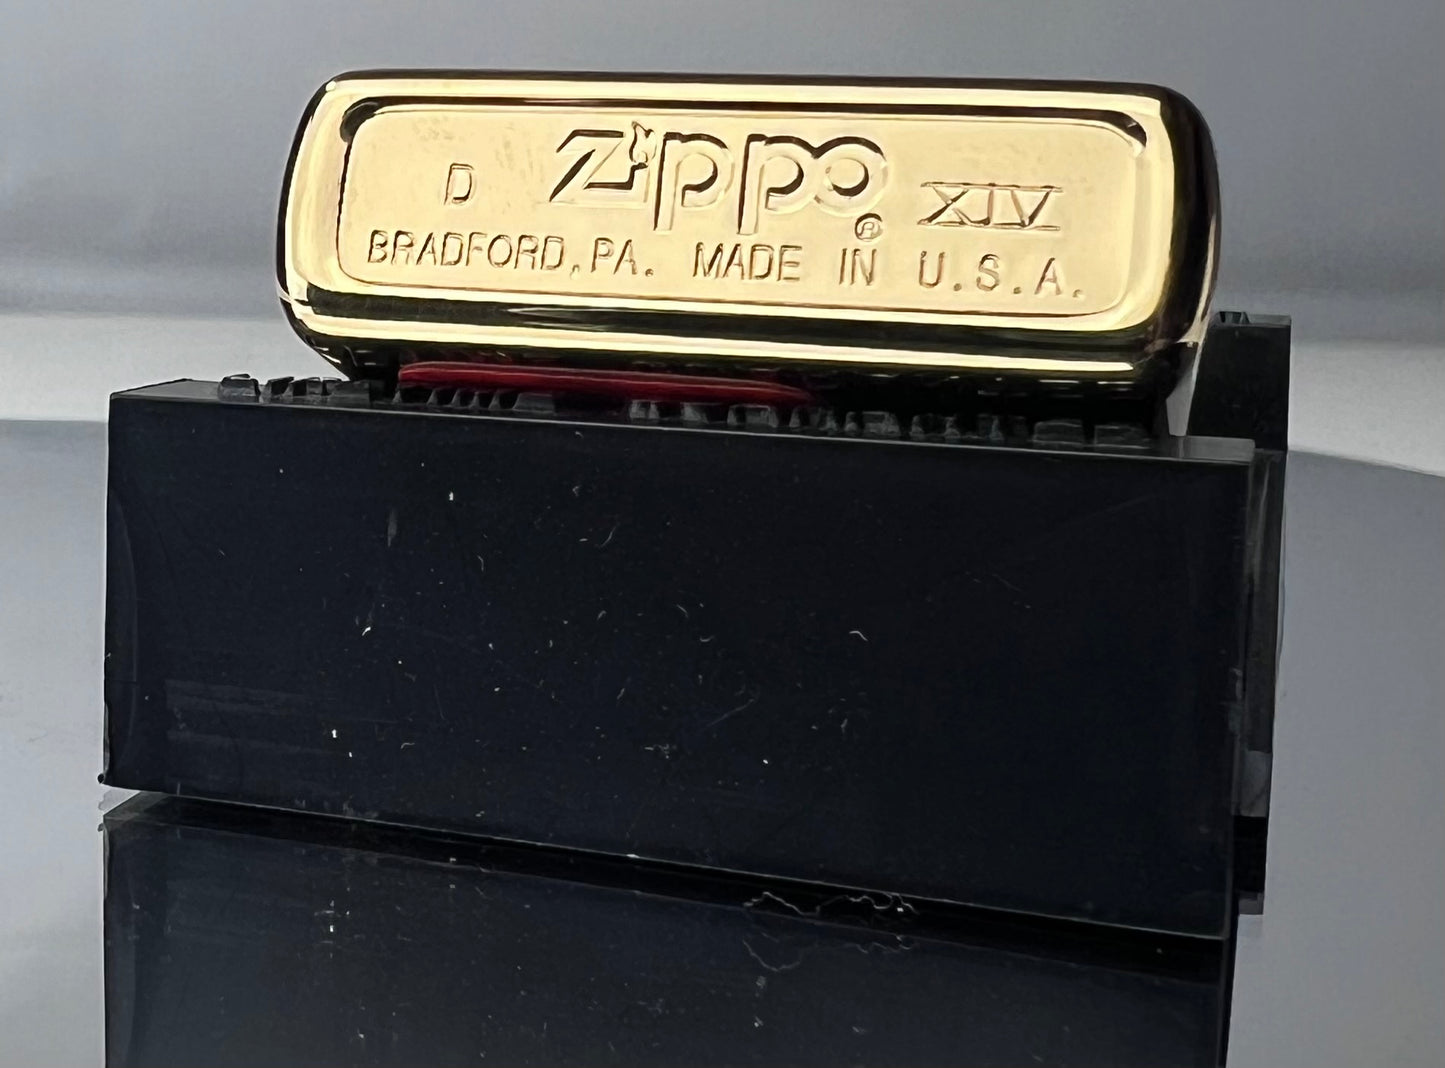 D Zippo® XIV
BRADFORD, PA. MADE IN U.S.A.